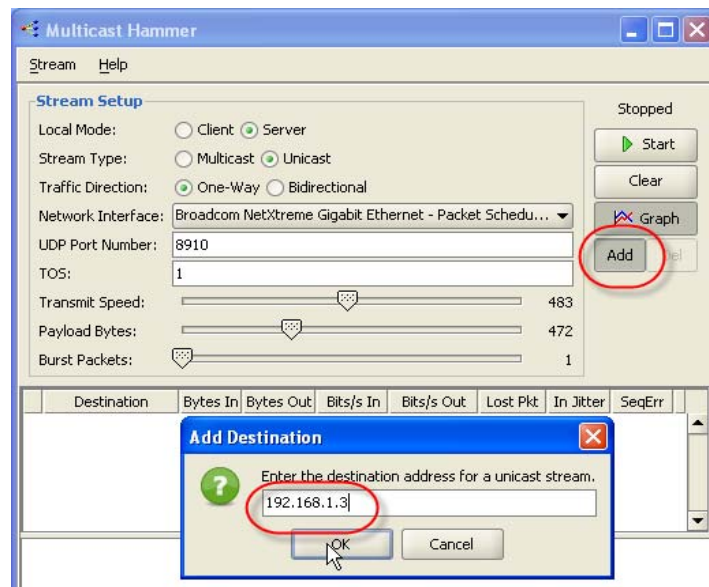 Multicast Hammer
Stream Help
Stream Setup
Stopped
Local Mode: Client Server
Start
Stream Type: Multicast Unicast
Clear
Traffic Direction: One-Way Bidirectional
Network Interface: Broadcom NetXtreme Gigabit Ethernet - Packet Schedu...
Graph
UDP Port Number: 8910
Add Del
TOS: 1
Transmit Speed: 483
Payload Bytes: 472
Burst Packets: 1
Destination Bytes In Bytes Out Bits/s In Bits/s Out Lost Pkt In Jitter SeqErr
Add Destination
Enter the destination address for a unicast stream.
192.168.1.3
OK Cancel